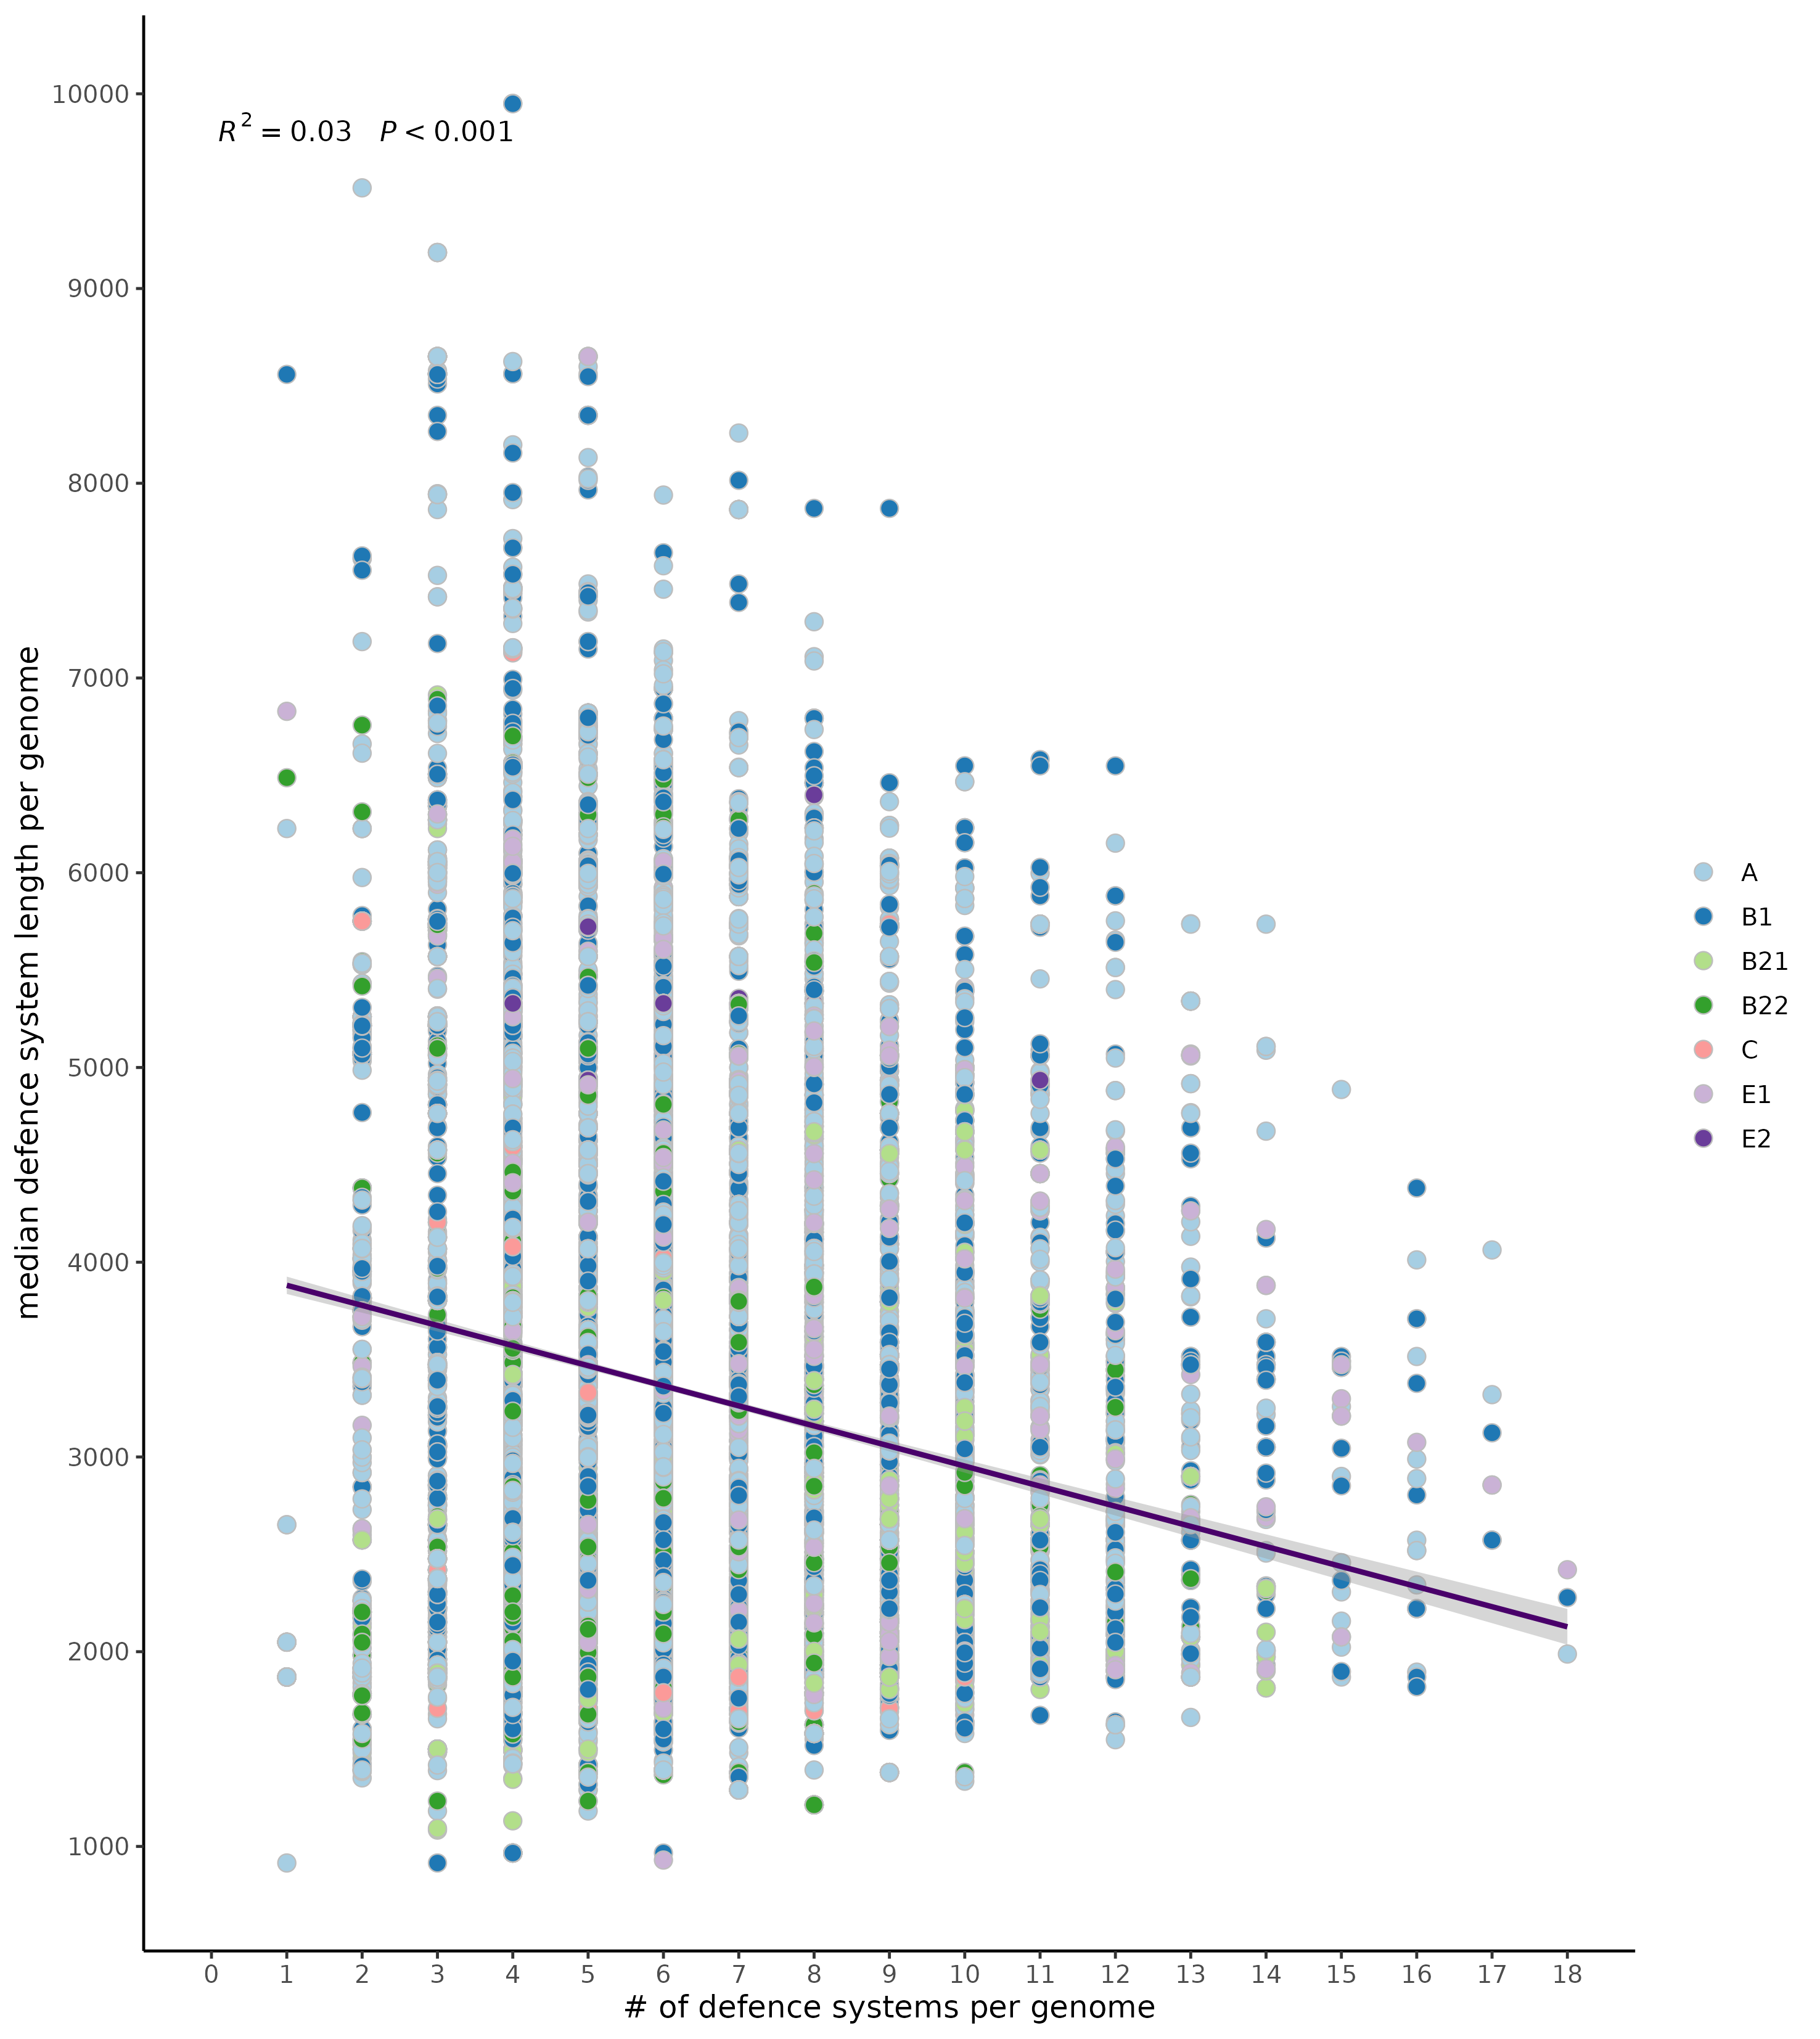 R² = 0.03 P < 0.001
10000
9000
8000
7000
6000
5000
4000
3000
2000
1000
median defence system length per genome
0 1 2 3 4 5 6 7 8 9 10 11 12 13 14 15 16 17 18
# of defence systems per genome
A
B1
B21
B22
C
E1
E2